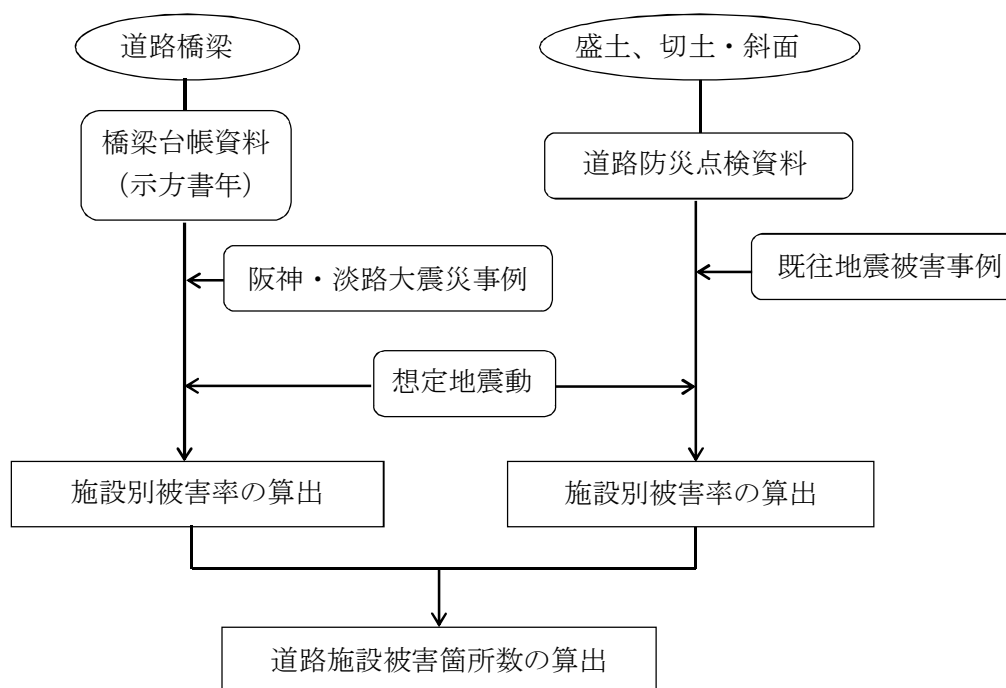 道路橋梁
盛土、切土・斜面
橋梁台帳資料
（示方書年）
道路防災点検資料
阪神・淡路大震災事例
既往地震被害事例
想定地震動
施設別被害率の算出
施設別被害率の算出
道路施設被害箇所数の算出